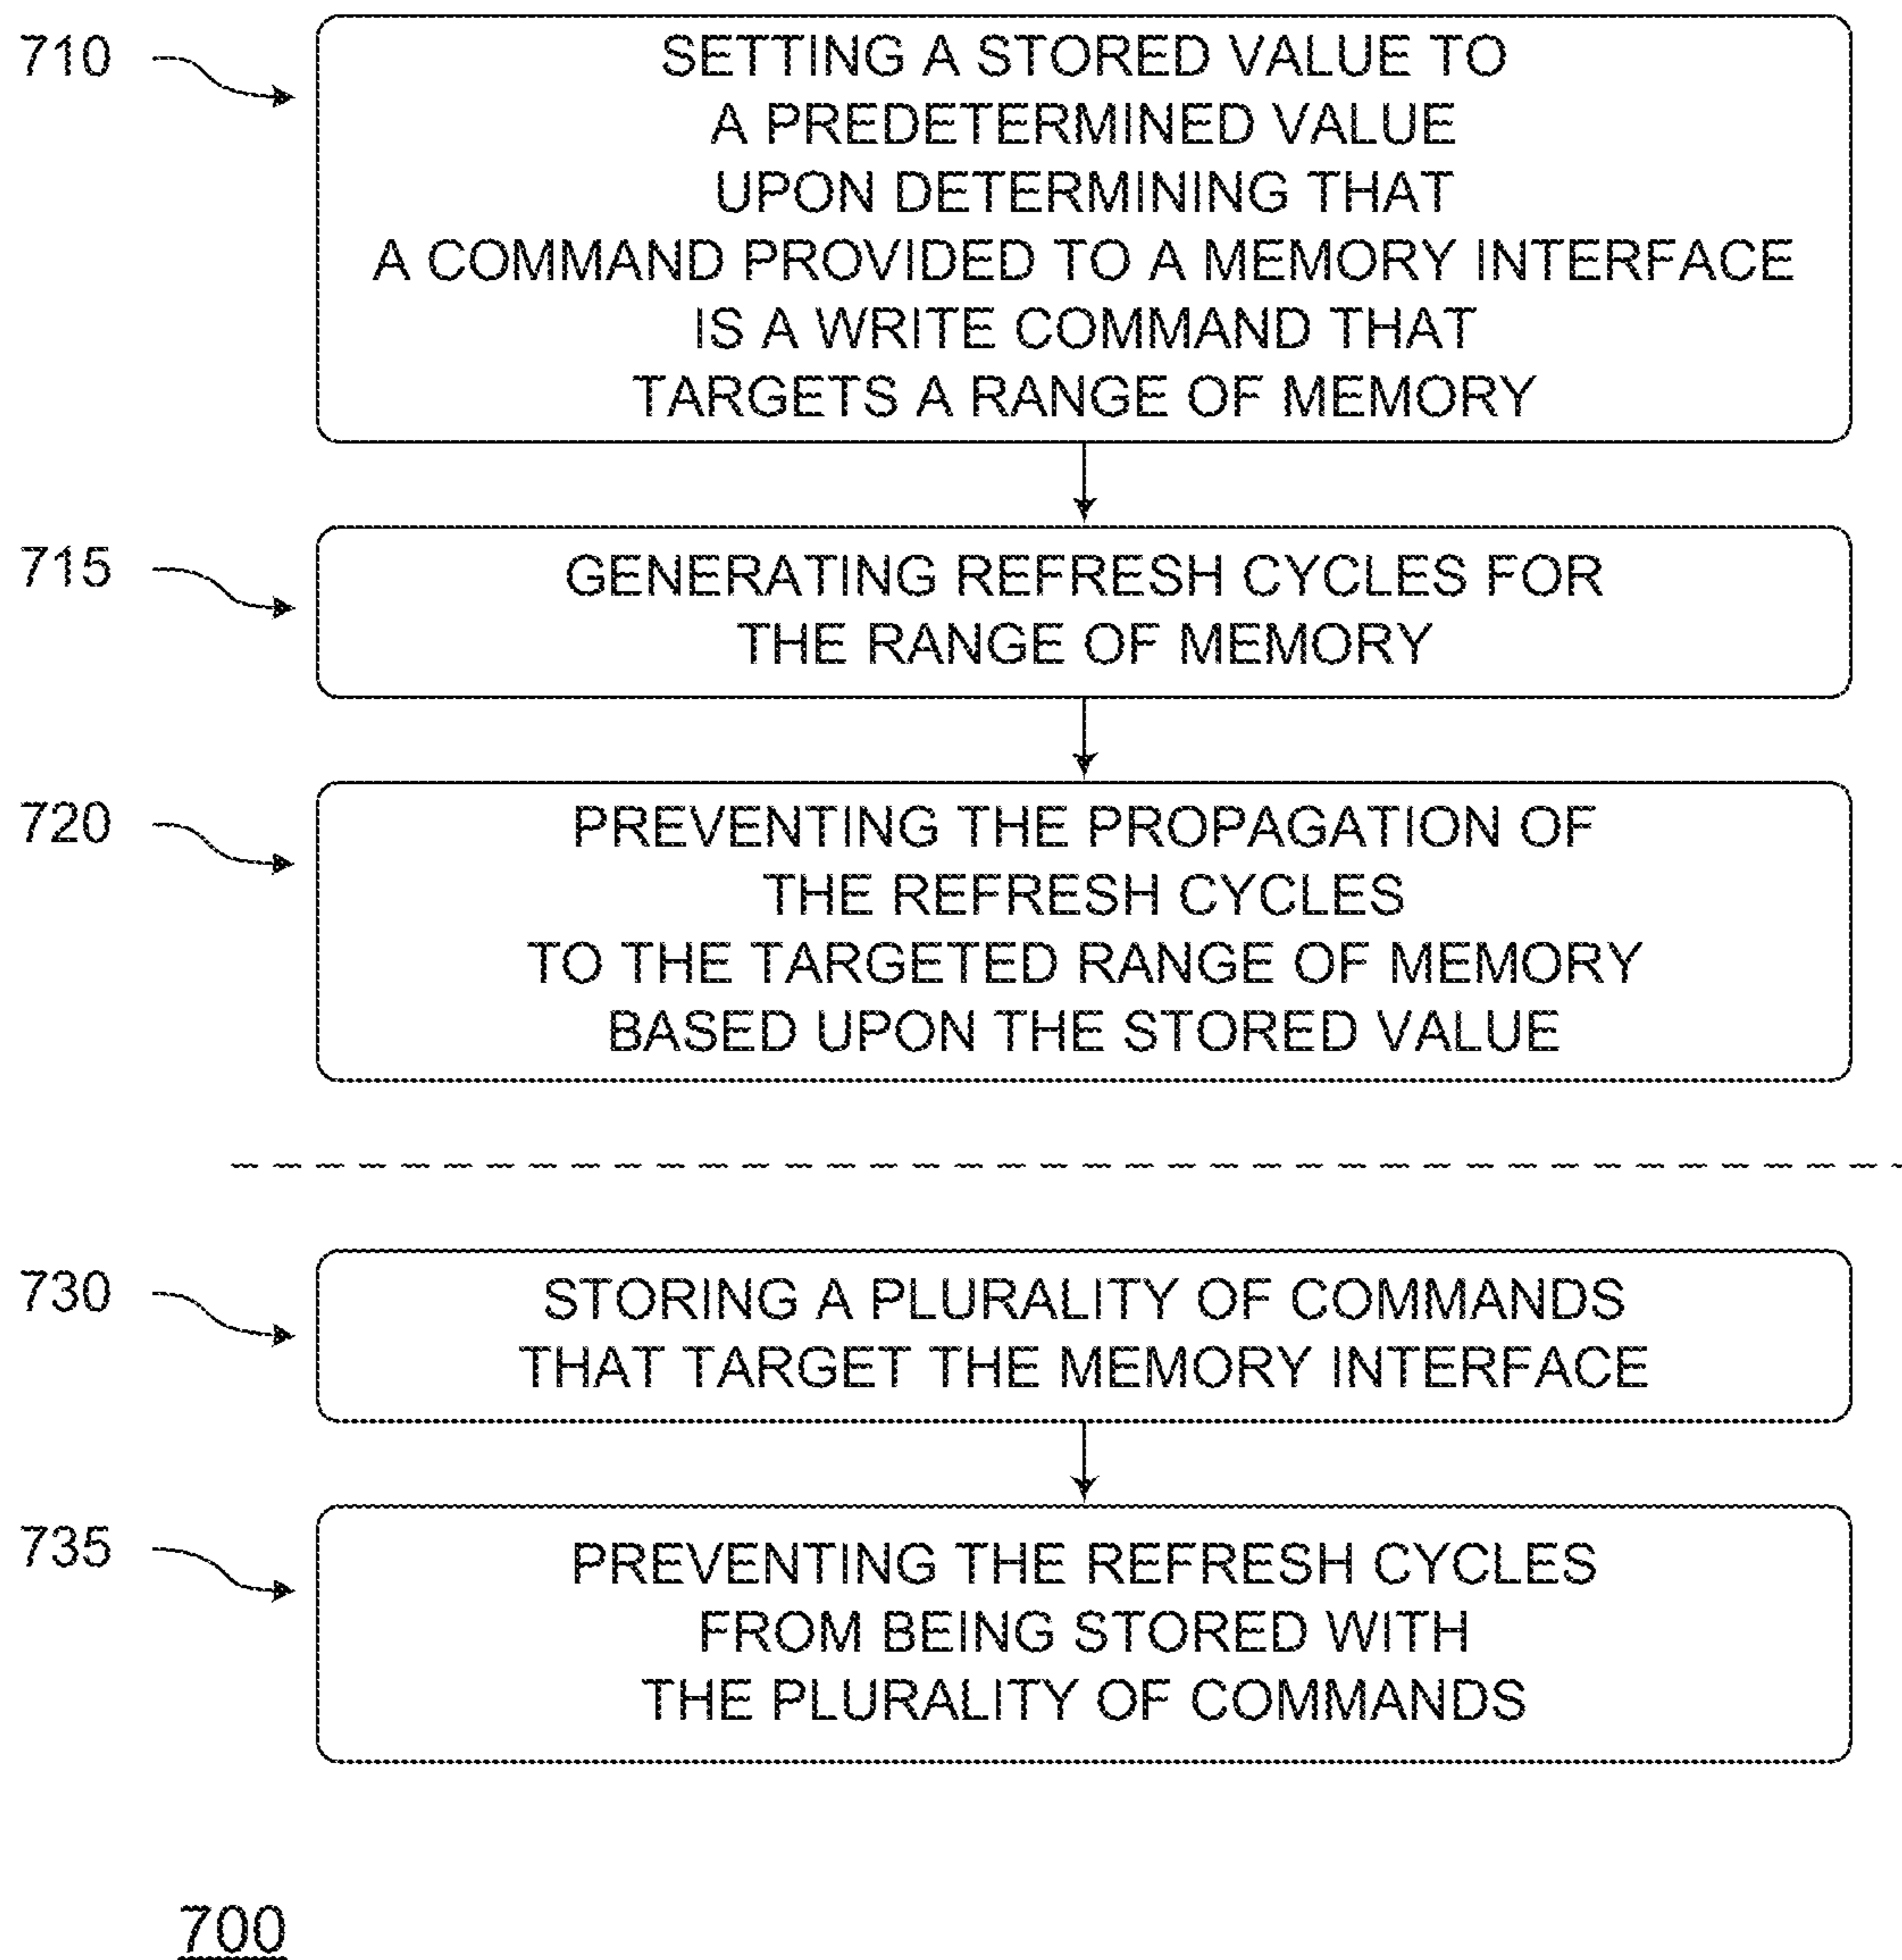 710
SETTING A STORED VALUE TO
A PREDETERMINED VALUE
UPON DETERMINING THAT
A COMMAND PROVIDED TO A MEMORY INTERFACE
IS A WRITE COMMAND THAT
TARGETS A RANGE OF MEMORY
715
GENERATING REFRESH CYCLES FOR
THE RANGE OF MEMORY
720
PREVENTING THE PROPAGATION OF
THE REFRESH CYCLES
TO THE TARGETED RANGE OF MEMORY
BASED UPON THE STORED VALUE
730
STORING A PLURALITY OF COMMANDS
THAT TARGET THE MEMORY INTERFACE
735
PREVENTING THE REFRESH CYCLES
FROM BEING STORED WITH
THE PLURALITY OF COMMANDS
700